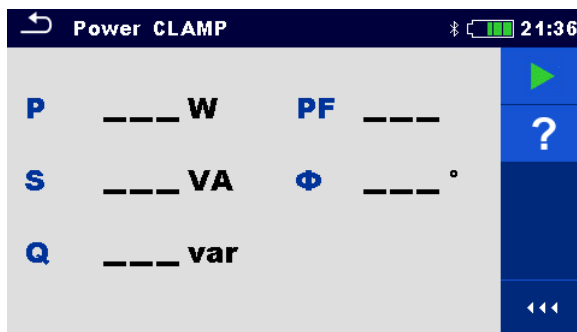 Power CLAMP 21:36
P ___ W PF ___
?
S ___ VA Φ ___ °
Q ___ var